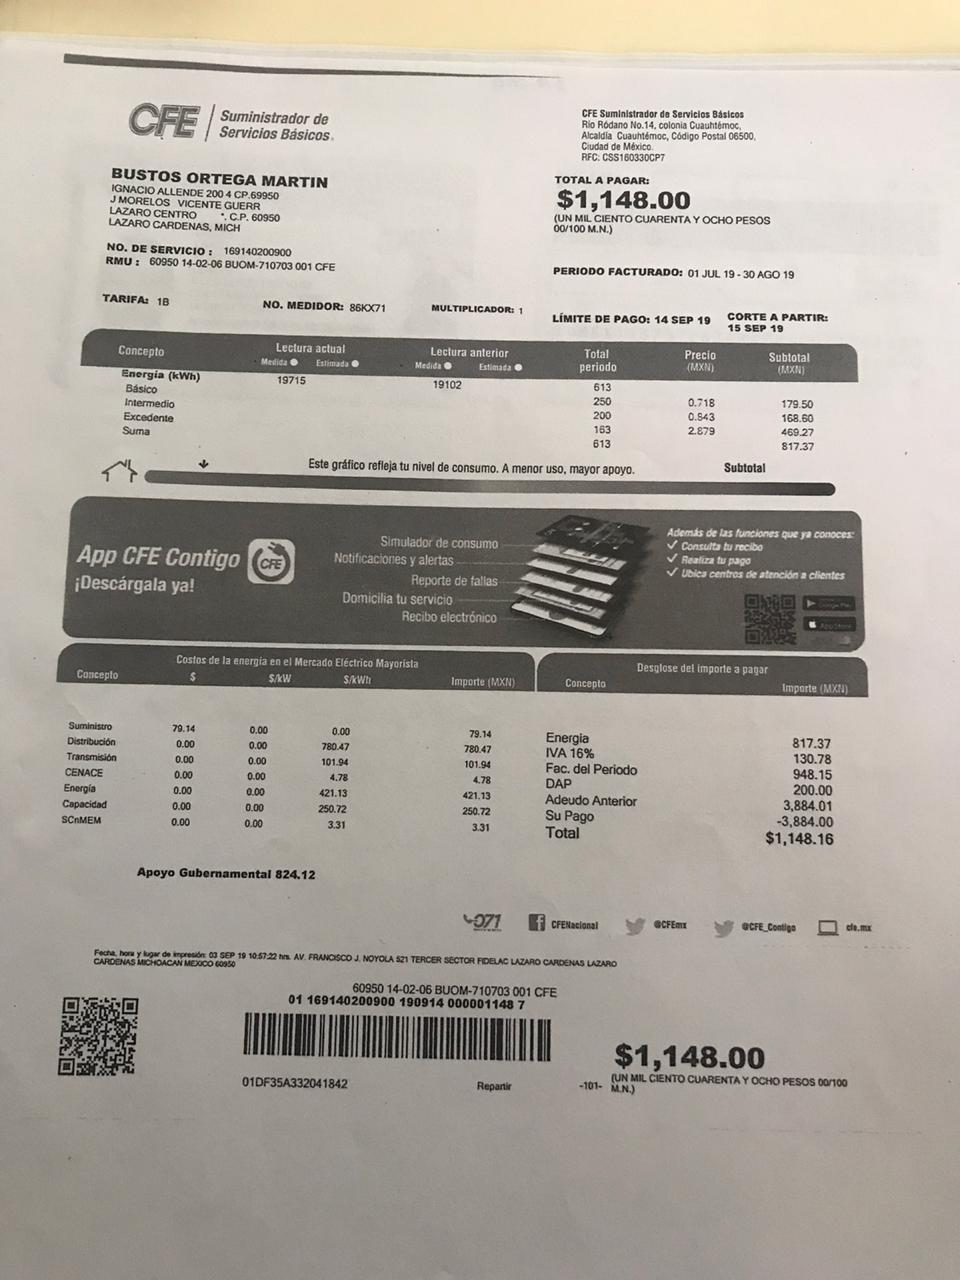 CFE Suministrador de
Servicios Básicos.
CFE Suministrador de Servicios Básicos
Río Ródano No.14, colonia Cuauhtémoc,
Alcaldía Cuauhtémoc, Código Postal 06500,
Ciudad de México.
RFC: CSS160330CP7
BUSTOS ORTEGA MARTIN
IGNACIO ALLENDE 200 4 CP.69950
J MORELOS VICENTE GUERR
LAZARO CENTRO *. C.P. 60950
LAZARO CARDENAS, MICH
TOTAL A PAGAR:
$1,148.00
(UN MIL CIENTO CUARENTA Y OCHO PESOS
00/100 M.N.)
NO. DE SERVICIO : 169140200900
RMU : 60950 14-02-06 BUOM-710703 001 CFE
PERIODO FACTURADO: 01 JUL 19 - 30 AGO 19
TARIFA: 1B NO. MEDIDOR: 86KX71 MULTIPLICADOR: 1
LÍMITE DE PAGO: 14 SEP 19 CORTE A PARTIR:
15 SEP 19
Concepto Lectura actual Lectura anterior Total periodo Precio (MXN) Subtotal (MXN)
Medida Estimada Medida Estimada
Energía (kWh) 19715 19102 613
Básico 250 0.718 179.50
Intermedio 200 0.843 168.60
Excedente 163 2.879 469.27
Suma 613 817.37
Este gráfico refleja tu nivel de consumo. A menor uso, mayor apoyo. Subtotal
App CFE Contigo CFE
¡Descárgala ya!
Simulador de consumo
Notificaciones y alertas
Reporte de fallas
Domicilia tu servicio
Recibo electrónico
Además de las funciones que ya conoces:
✓ Consulta tu recibo
✓ Realiza tu pago
✓ Ubica centros de atención a clientes
Google Play
App Store
Costos de la energía en el Mercado Eléctrico Mayorista
Concepto $ $/kW $/kWh Importe (MXN)
Suministro 79.14 0.00 0.00 79.14
Distribución 0.00 0.00 780.47 780.47
Transmisión 0.00 0.00 101.94 101.94
CENACE 0.00 0.00 4.78 4.78
Energía 0.00 0.00 421.13 421.13
Capacidad 0.00 0.00 250.72 250.72
SCnMEM 0.00 0.00 3.31 3.31
Desglose del importe a pagar
Concepto Importe (MXN)
Energía 817.37
IVA 16% 130.78
Fac. del Periodo 948.15
DAP 200.00
Adeudo Anterior 3,884.01
Su Pago -3,884.00
Total $1,148.16
Apoyo Gubernamental 824.12
071 CFENacional @CFEmx @CFE_Contigo cfe.mx
Fecha, hora y lugar de impresión: 03 SEP 19 10:57:22 hrs. AV. FRANCISCO J. NOYOLA 521 TERCER SECTOR FIDELAC LAZARO CARDENAS LAZARO
CARDENAS MICHOACAN MEXICO 60950
60950 14-02-06 BUOM-710703 001 CFE
01 169140200900 190914 000001148 7
01DF35A332041842 Repartir -101-
$1,148.00
(UN MIL CIENTO CUARENTA Y OCHO PESOS 00/100
M.N.)